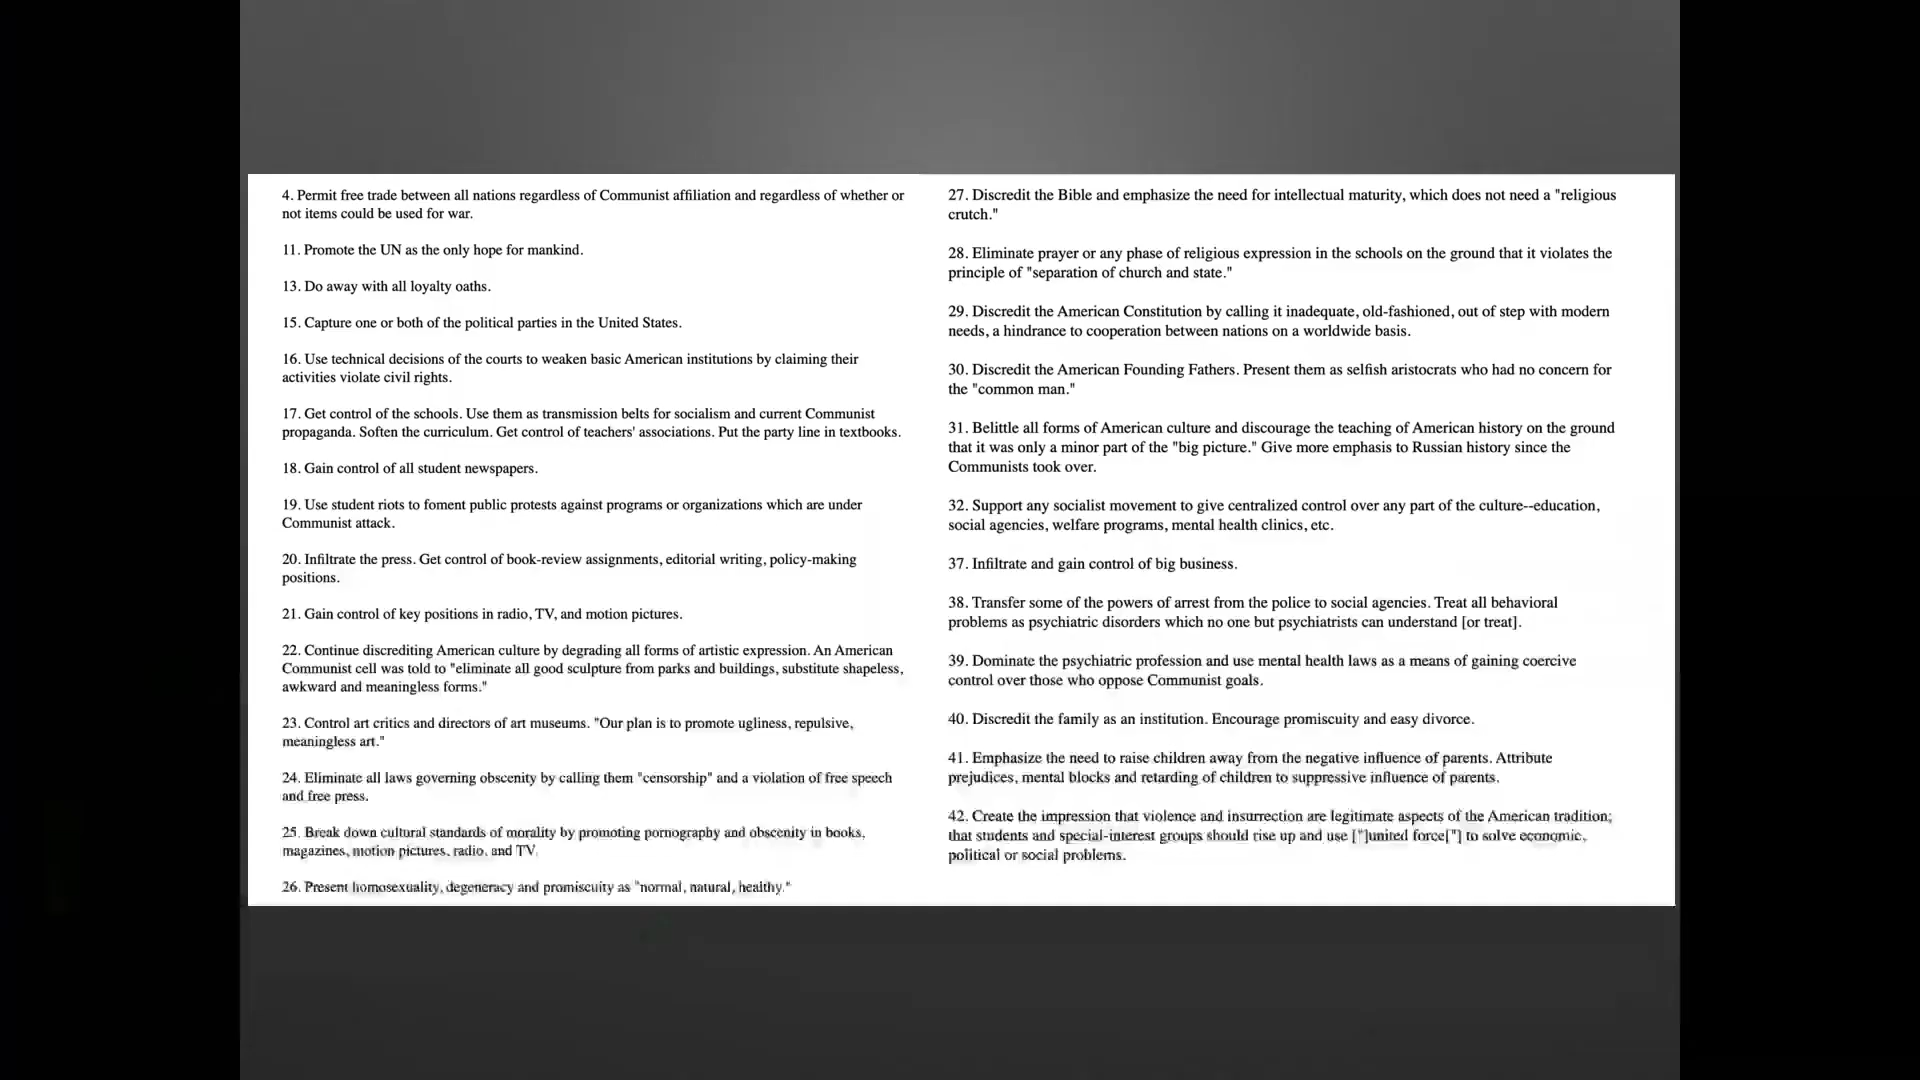 4. Permit free trade between all nations regardless of Communist affiliation and regardless of whether or
not items could be used for war.
11. Promote the UN as the only hope for mankind.
13. Do away with all loyalty oaths.
15. Capture one or both of the political parties in the United States.
16. Use technical decisions of the courts to weaken basic American institutions by claiming their
activities violate civil rights.
17. Get control of the schools. Use them as transmission belts for socialism and current Communist
propaganda. Soften the curriculum. Get control of teachers' associations. Put the party line in textbooks.
18. Gain control of all student newspapers.
19. Use student riots to foment public protests against programs or organizations which are under
Communist attack.
20. Infiltrate the press. Get control of book-review assignments, editorial writing, policy-making
positions.
21. Gain control of key positions in radio, TV, and motion pictures.
22. Continue discrediting American culture by degrading all forms of artistic expression. An American
Communist cell was told to "eliminate all good sculpture from parks and buildings, substitute shapeless,
awkward and meaningless forms."
23. Control art critics and directors of art museums. "Our plan is to promote ugliness, repulsive,
meaningless art."
24. Eliminate all laws governing obscenity by calling them "censorship" and a violation of free speech
and free press.
25. Break down cultural standards of morality by promoting pornography and obscenity in books,
magazines, motion pictures, radio, and TV.
26. Present homosexuality, degeneracy and promiscuity as "normal, natural, healthy."
27. Discredit the Bible and emphasize the need for intellectual maturity, which does not need a "religious
crutch."
28. Eliminate prayer or any phase of religious expression in the schools on the ground that it violates the
principle of "separation of church and state."
29. Discredit the American Constitution by calling it inadequate, old-fashioned, out of step with modern
needs, a hindrance to cooperation between nations on a worldwide basis.
30. Discredit the American Founding Fathers. Present them as selfish aristocrats who had no concern for
the "common man."
31. Belittle all forms of American culture and discourage the teaching of American history on the ground
that it was only a minor part of the "big picture." Give more emphasis to Russian history since the
Communists took over.
32. Support any socialist movement to give centralized control over any part of the culture--education,
social agencies, welfare programs, mental health clinics, etc.
37. Infiltrate and gain control of big business.
38. Transfer some of the powers of arrest from the police to social agencies. Treat all behavioral
problems as psychiatric disorders which no one but psychiatrists can understand [or treat].
39. Dominate the psychiatric profession and use mental health laws as a means of gaining coercive
control over those who oppose Communist goals.
40. Discredit the family as an institution. Encourage promiscuity and easy divorce.
41. Emphasize the need to raise children away from the negative influence of parents. Attribute
prejudices, mental blocks and retarding of children to suppressive influence of parents.
42. Create the impression that violence and insurrection are legitimate aspects of the American tradition;
that students and special-interest groups should rise up and use ["]united force["] to solve economic,
political or social problems.